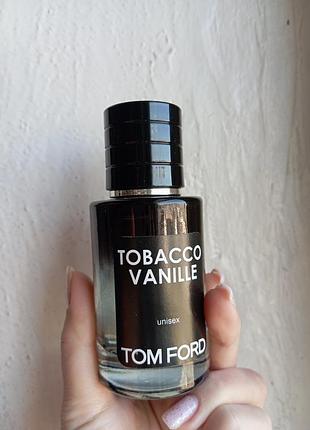 TOBACCO
VANILLE
unisex
TOM FORD